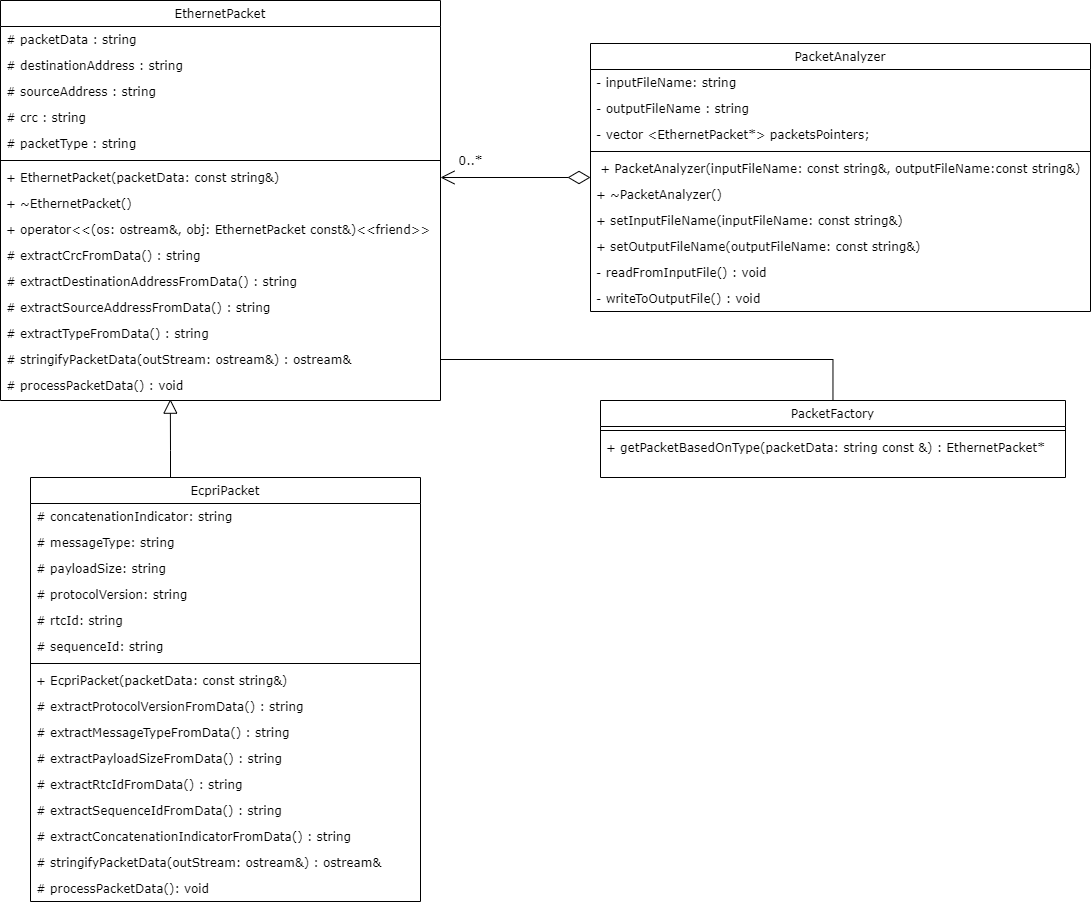 EthernetPacket
# packetData : string
# destinationAddress : string
# sourceAddress : string
# crc : string
# packetType : string
+ EthernetPacket(packetData: const string&)
+ ~EthernetPacket()
+ operator<<(os: ostream&, obj: EthernetPacket const&)<<friend>>
# extractCrcFromData() : string
# extractDestinationAddressFromData() : string
# extractSourceAddressFromData() : string
# extractTypeFromData() : string
# stringifyPacketData(outStream: ostream&) : ostream&
# processPacketData() : void
0..*
PacketAnalyzer
- inputFileName: string
- outputFileName : string
- vector <EthernetPacket*> packetsPointers;
+ PacketAnalyzer(inputFileName: const string&, outputFileName:const string&)
+ ~PacketAnalyzer()
+ setInputFileName(inputFileName: const string&)
+ setOutputFileName(outputFileName: const string&)
- readFromInputFile() : void
- writeToOutputFile() : void
PacketFactory
+ getPacketBasedOnType(packetData: string const &) : EthernetPacket*
EcpriPacket
# concatenationIndicator: string
# messageType: string
# payloadSize: string
# protocolVersion: string
# rtcId: string
# sequenceId: string
+ EcpriPacket(packetData: const string&)
# extractProtocolVersionFromData() : string
# extractMessageTypeFromData() : string
# extractPayloadSizeFromData() : string
# extractRtcIdFromData() : string
# extractSequenceIdFromData() : string
# extractConcatenationIndicatorFromData() : string
# stringifyPacketData(outStream: ostream&) : ostream&
# processPacketData(): void